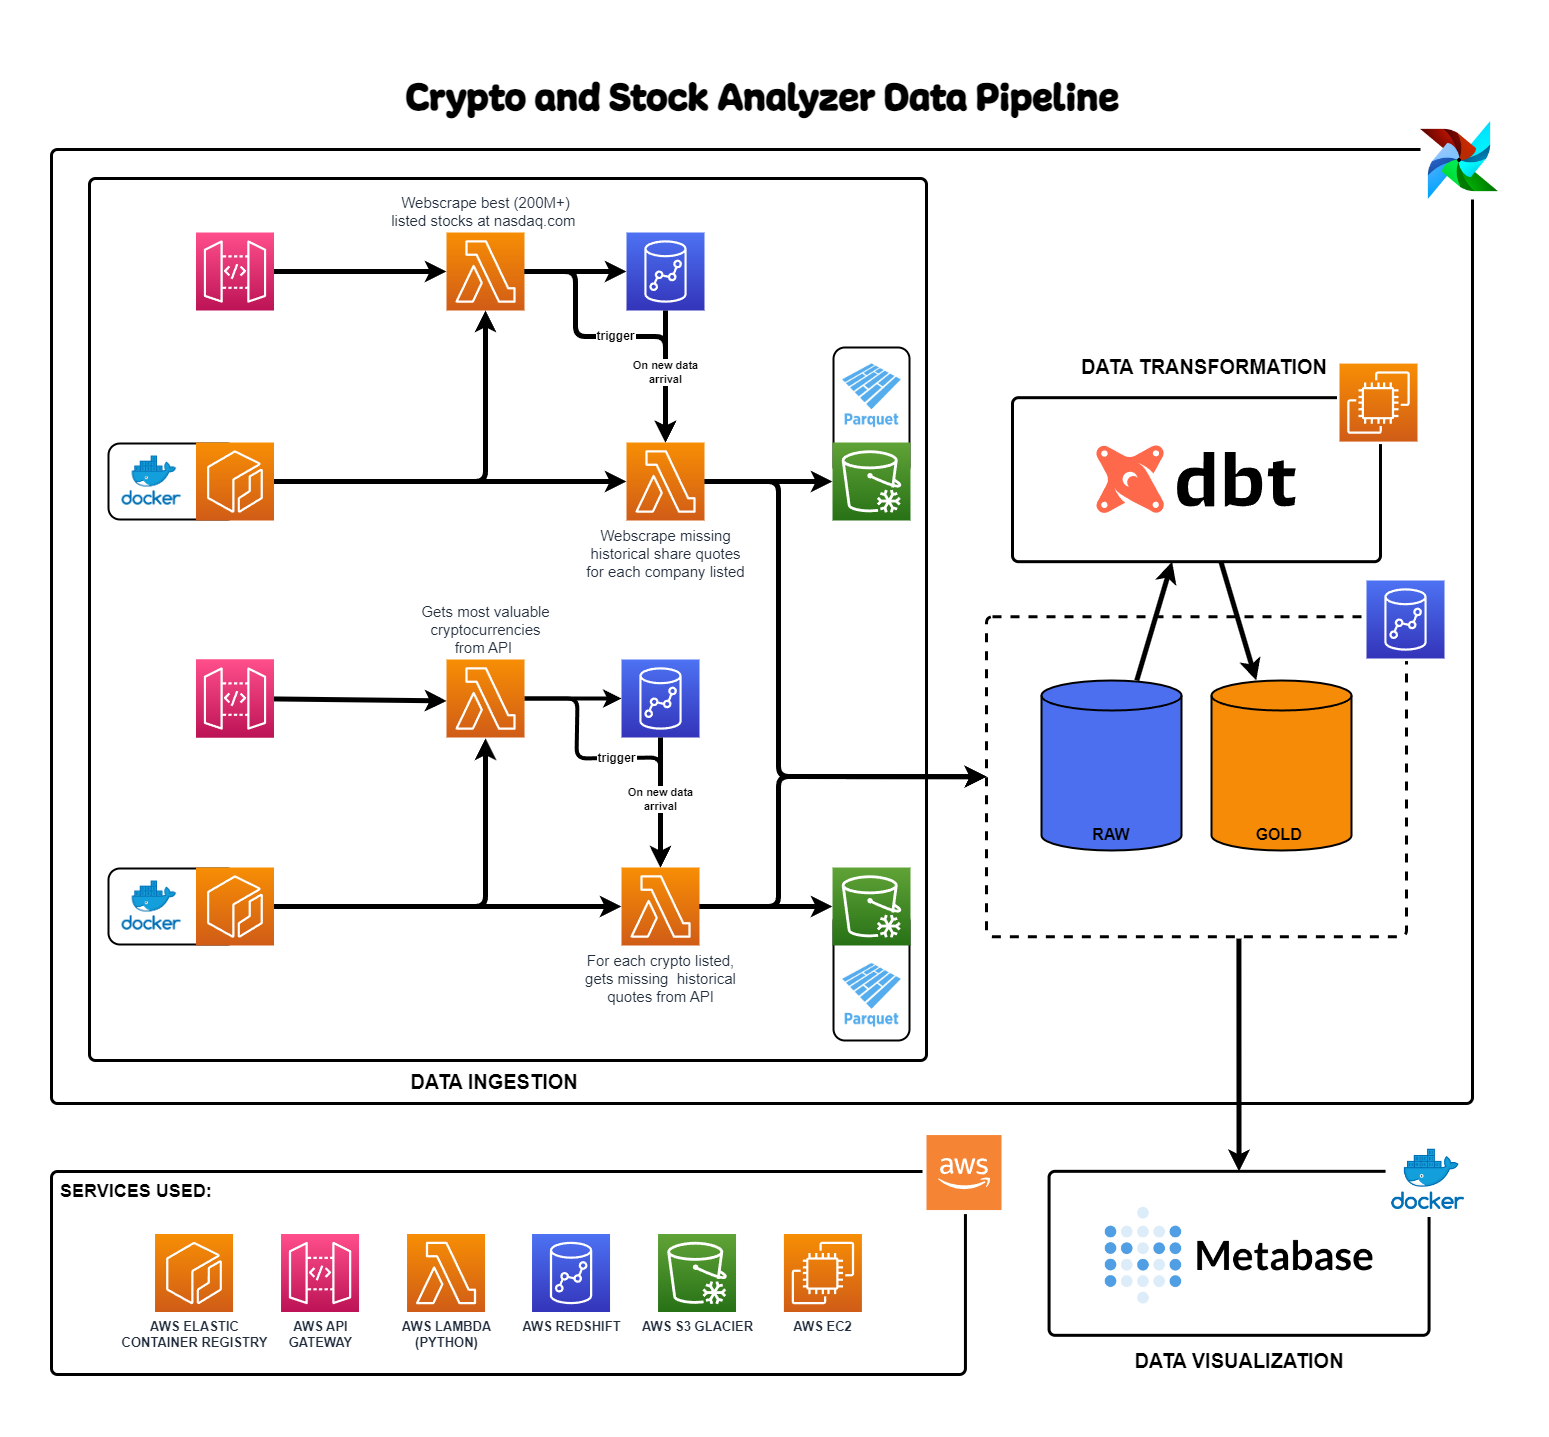 Crypto and Stock Analyzer Data Pipeline
Webscrape best (200M+)
listed stocks at nasdaq.com
trigger
On new data
arrival
Parquet
docker
Webscrape missing
historical share quotes
for each company listed
Gets most valuable
cryptocurrencies
from API
trigger
On new data
arrival
docker
For each crypto listed,
gets missing  historical
quotes from API
Parquet
DATA INGESTION
DATA TRANSFORMATION
dbt
RAW
GOLD
SERVICES USED:
aws
AWS ELASTIC
CONTAINER REGISTRY
AWS API
GATEWAY
AWS LAMBDA
(PYTHON)
AWS REDSHIFT
AWS S3 GLACIER
AWS EC2
docker
Metabase
DATA VISUALIZATION